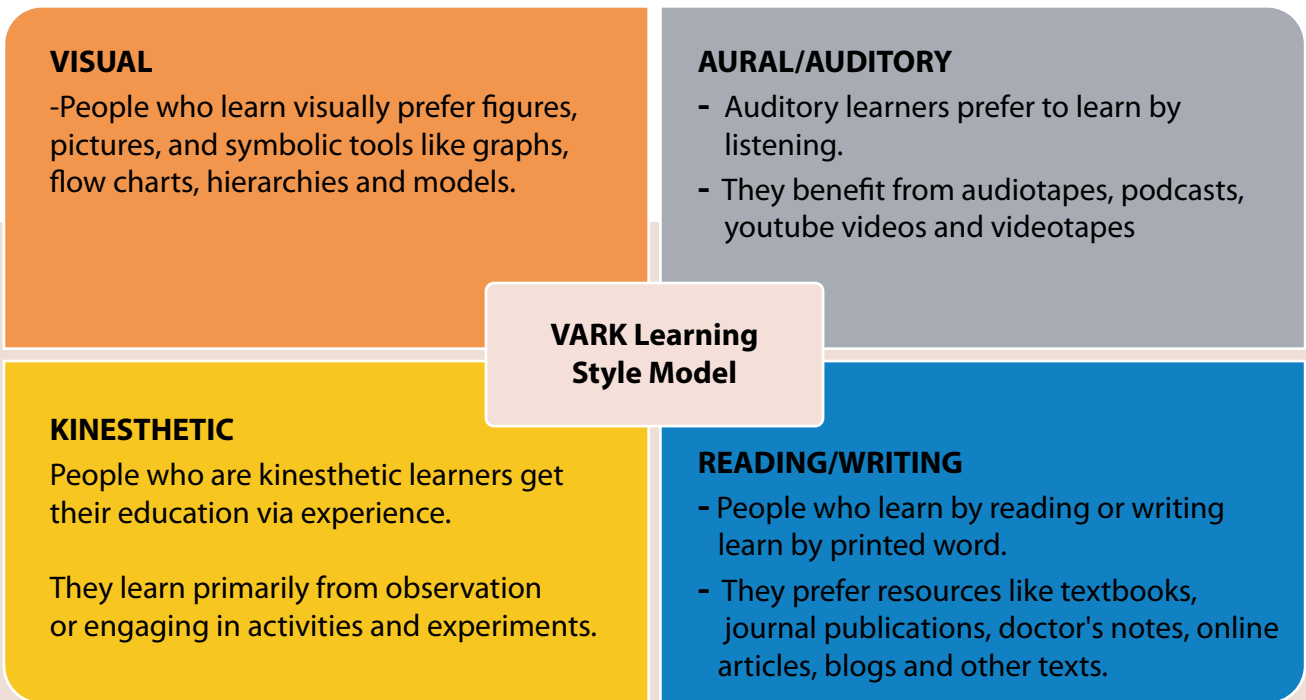 VISUAL
-People who learn visually prefer figures,
pictures, and symbolic tools like graphs,
flow charts, hierarchies and models.
AURAL/AUDITORY
- Auditory learners prefer to learn by
listening.
- They benefit from audiotapes, podcasts,
youtube videos and videotapes
VARK Learning
Style Model
KINESTHETIC
People who are kinesthetic learners get
their education via experience.
They learn primarily from observation
or engaging in activities and experiments.
READING/WRITING
- People who learn by reading or writing
learn by printed word.
- They prefer resources like textbooks,
journal publications, doctor's notes, online
articles, blogs and other texts.